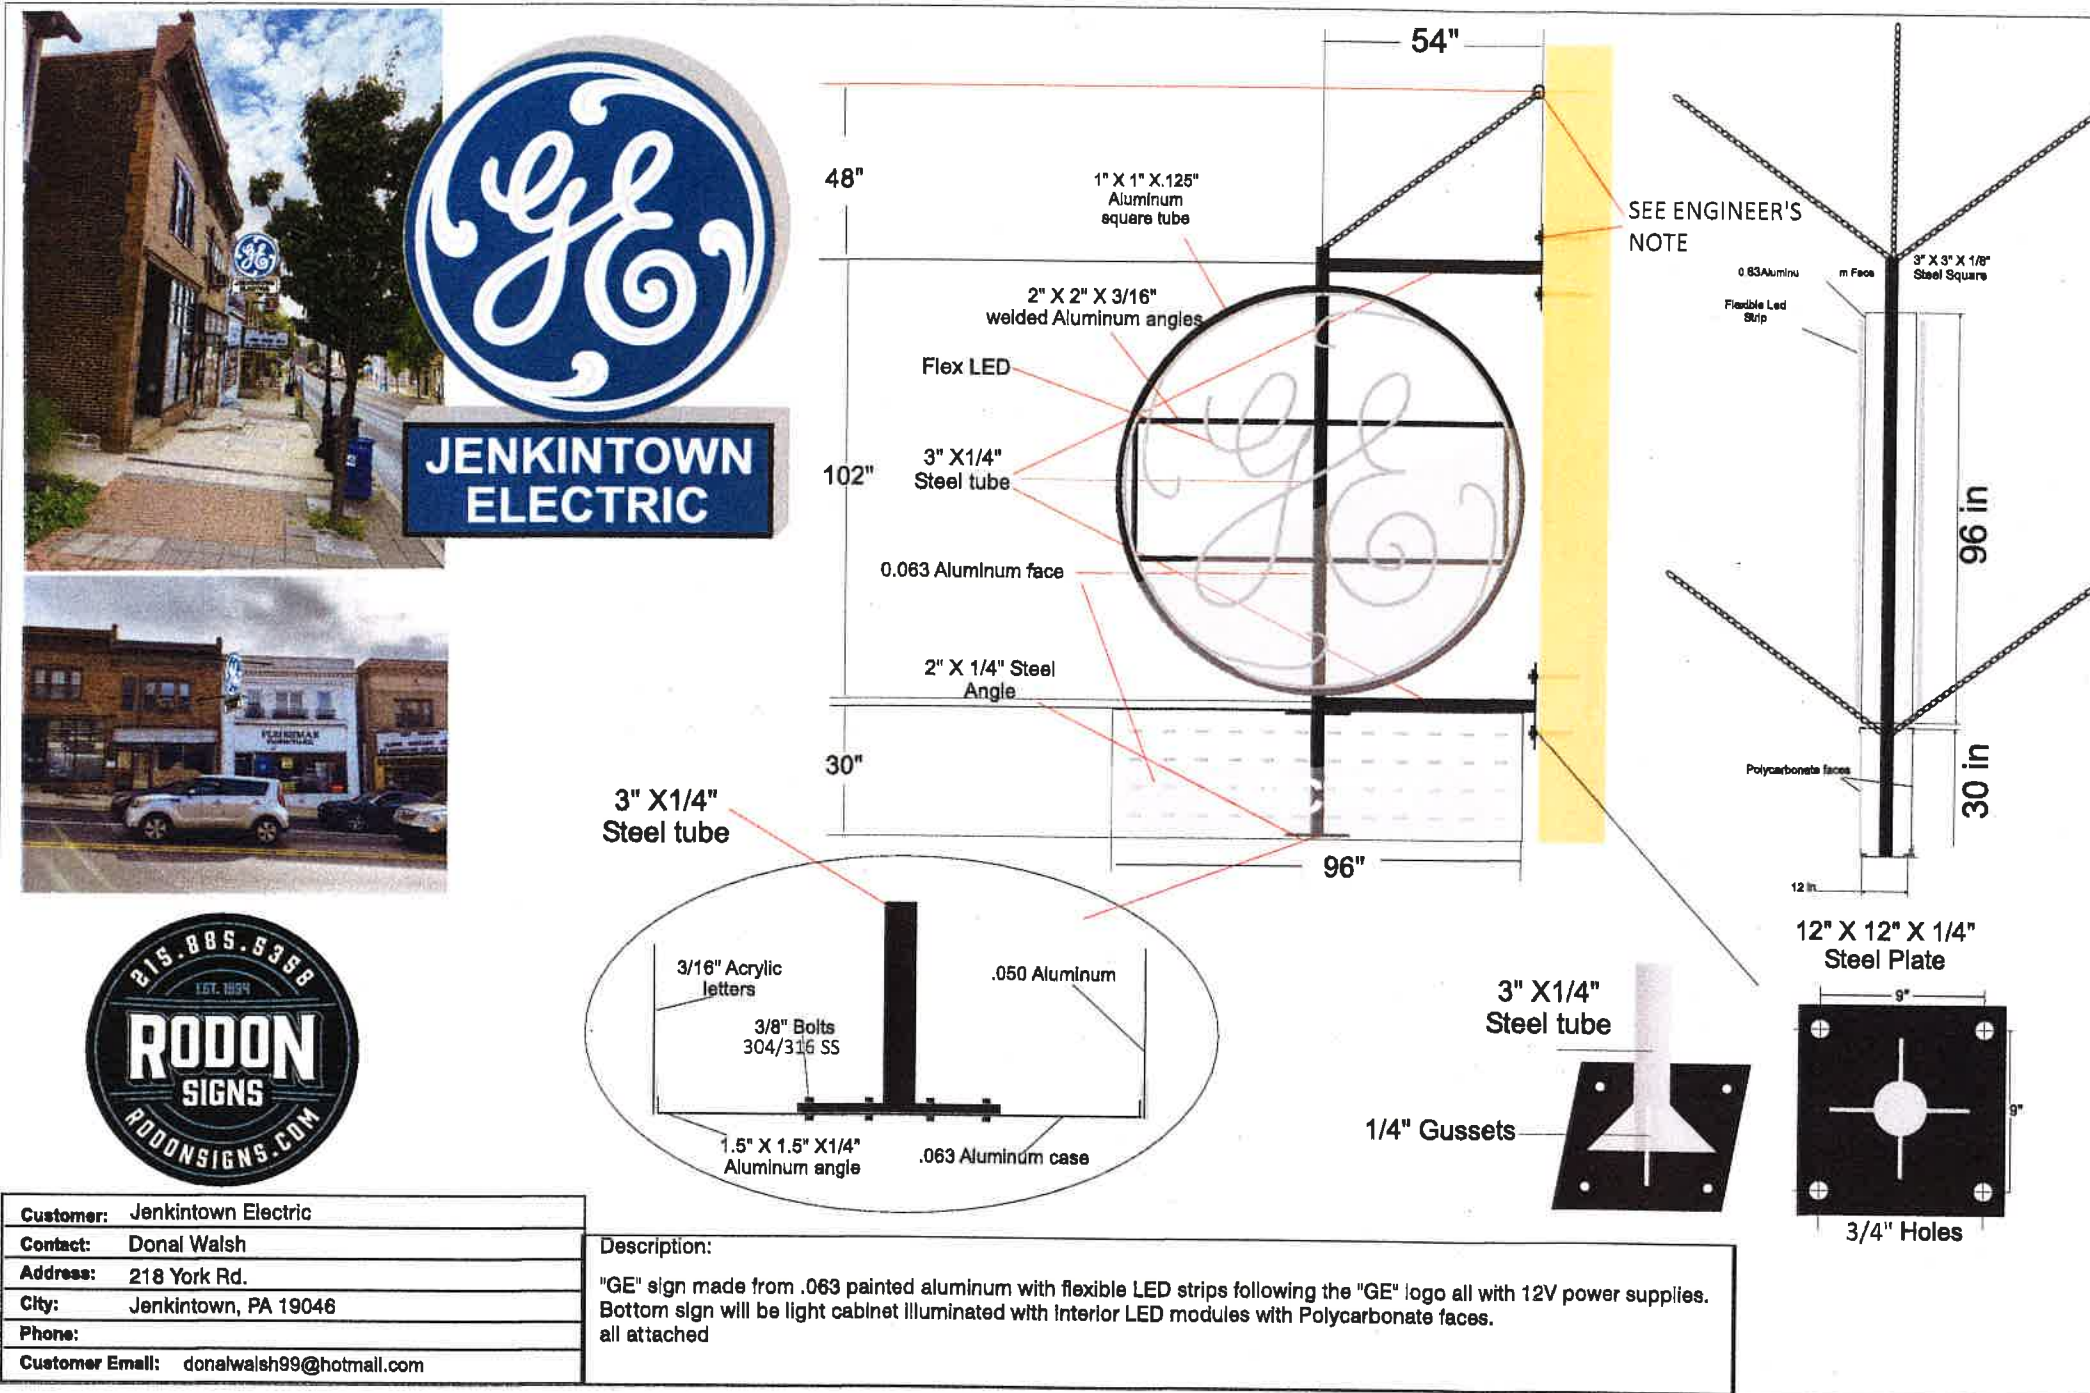 GE
JENKINTOWN
ELECTRIC
54"
48"
1" X 1" X.125"
Aluminum
square tube
2" X 2" X 3/16"
welded Aluminum angles
Flex LED
3" X1/4"
Steel tube
102"
0.063 Aluminum face
2" X 1/4" Steel
Angle
30"
96"
SEE ENGINEER'S
NOTE
0 63Aluminu m Face
3" X 3" X 1/8"
Steel Square
Flexible Led
Strip
96 in
30 in
Polycarbonate faces
12 in
3" X1/4"
Steel tube
3/16" Acrylic
letters
.050 Aluminum
3/8" Bolts
304/316 SS
1.5" X 1.5" X1/4"
Aluminum angle
.063 Aluminum case
3" X1/4"
Steel tube
1/4" Gussets
12" X 12" X 1/4"
Steel Plate
9"
9"
3/4" Holes
215.885.5358
EST. 1994
RODON
SIGNS
RODONSIGNS.COM
Customer: Jenkintown Electric
Contact: Donal Walsh
Address: 218 York Rd.
City: Jenkintown, PA 19046
Phone:
Customer Email: donalwalsh99@hotmail.com
Description:
"GE" sign made from .063 painted aluminum with flexible LED strips following the "GE" logo all with 12V power supplies.
Bottom sign will be light cabinet illuminated with interior LED modules with Polycarbonate faces.
all attached